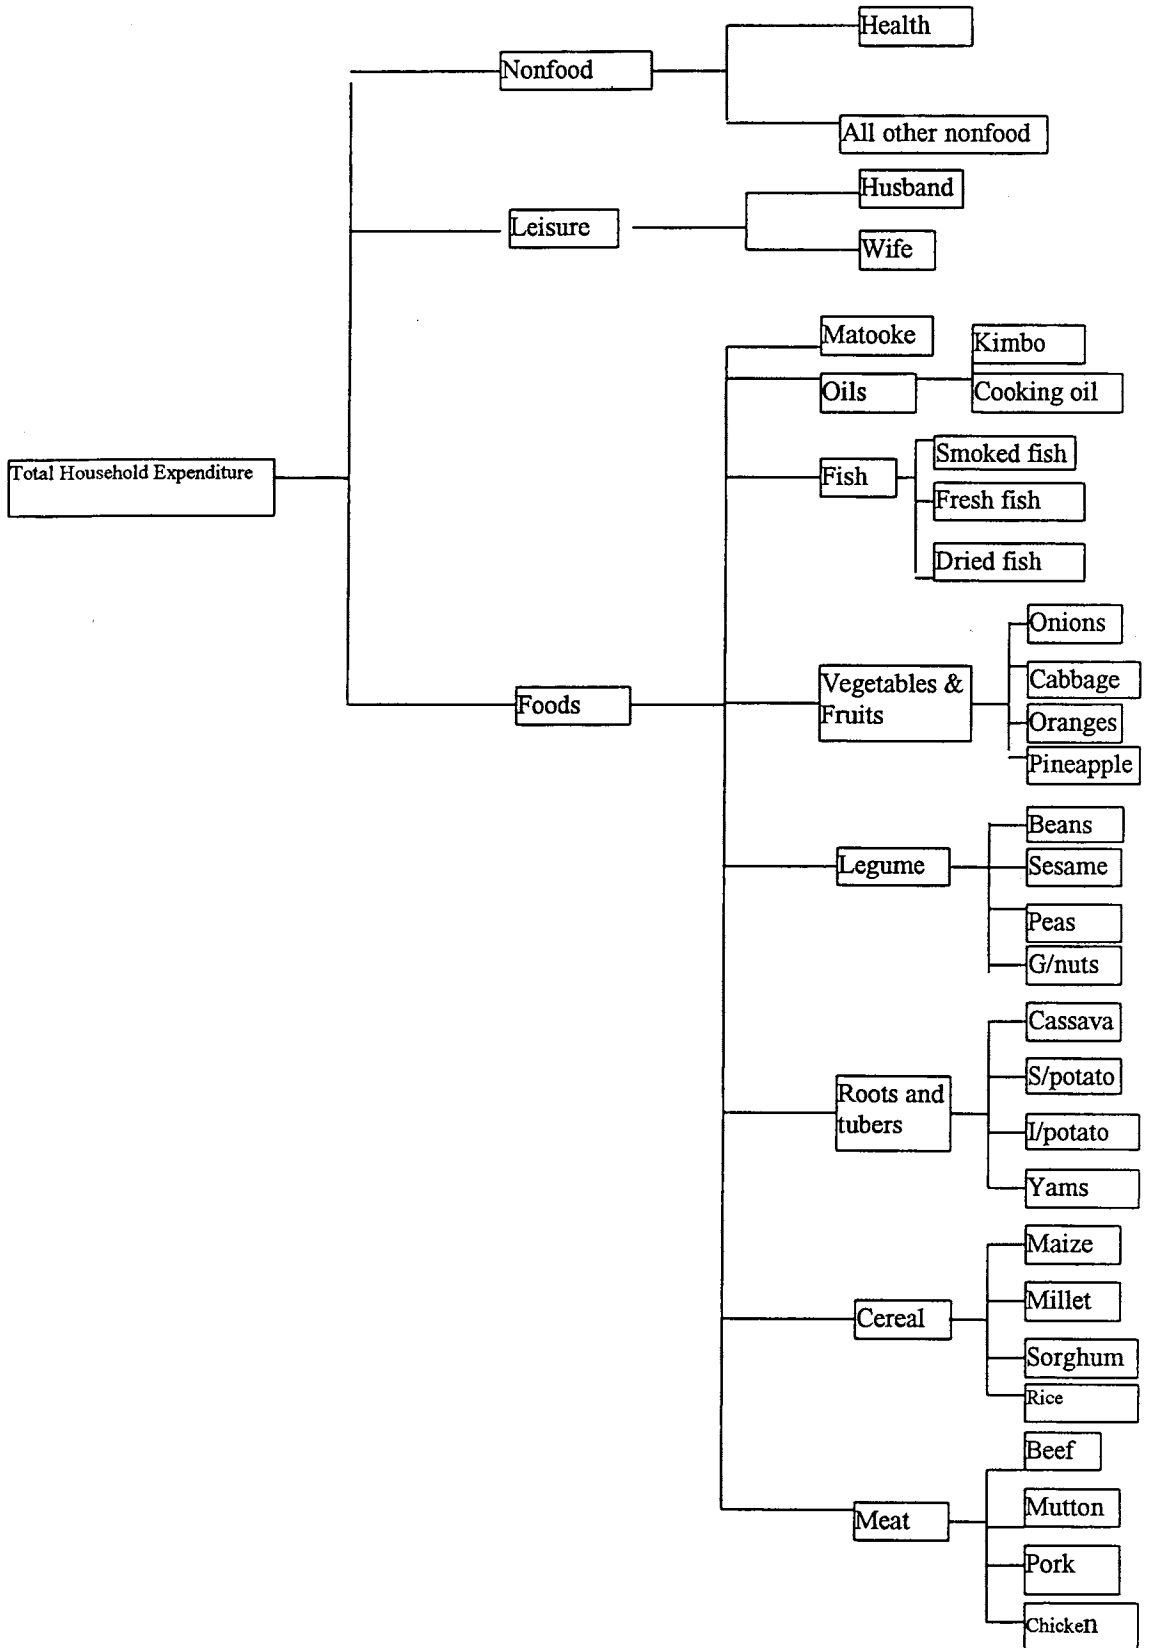 Health
Nonfood
All other nonfood
Husband
Leisure
Wife
Matooke
Kimbo
Oils
Cooking oil
Total Household Expenditure
Smoked fish
Fish
Fresh fish
Dried fish
Onions
Vegetables &
Fruits
Cabbage
Foods
Oranges
Pineapple
Beans
Legume
Sesame
Peas
G/nuts
Cassava
S/potato
Roots and
tubers
I/potato
Yams
Maize
Millet
Cereal
Sorghum
Rice
Beef
Mutton
Meat
Pork
Chicken